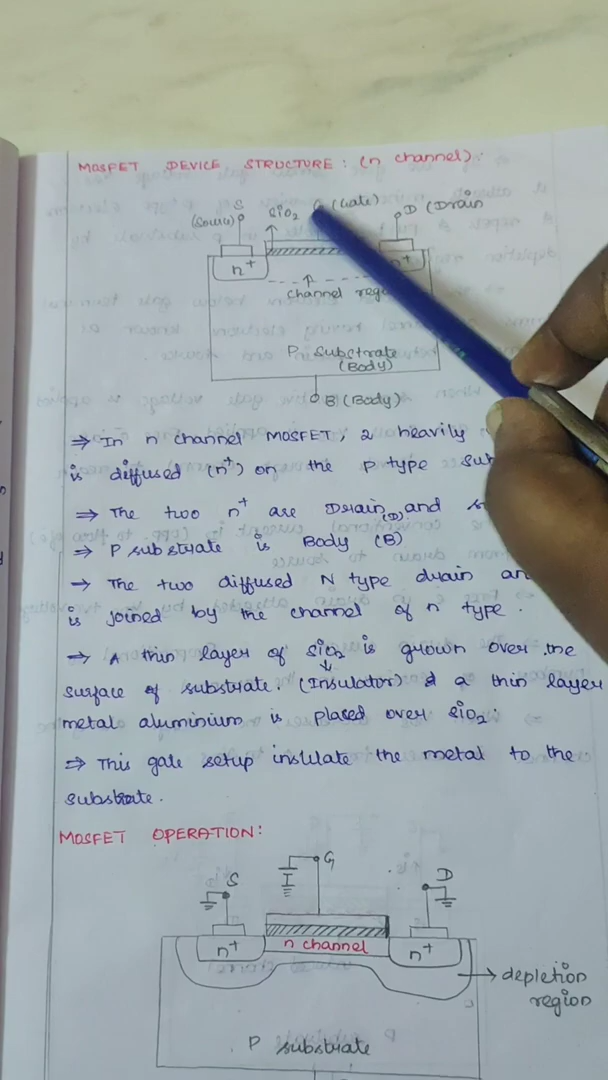 MOSFET DEVICE STRUCTURE: (n channel):
S
(Source)
SiO2
G (Gate)
D (Drain
n+
n+
channel reg
P substrate
(Body)
B (Body)
⇒ In n channel MOSFET, 2 heavily
is diffused (n+) on the P type sub
⇒ The two n+ are Drain(D) and
⇒ P substrate is Body (B)
⇒ The two diffused N type drain an
is joined by the channel of n type.
⇒ A thin layer of SiO2 is grown over the
surface of substrate. (Insulator) & a thin layer
metal aluminium is placed over SiO2.
⇒ This gate setup insulate the metal to the
substrate.
MOSFET OPERATION:
S
G
D
n+
n channel
n+
→ depletion
region
P substrate